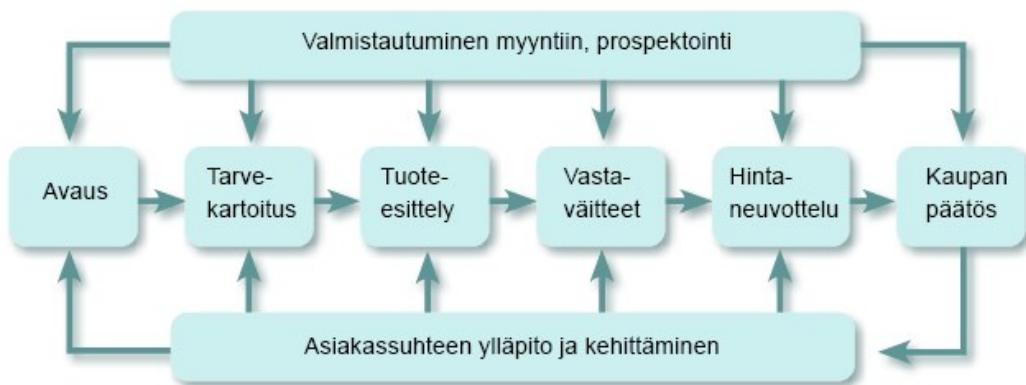 Valmistautuminen myyntiin, prospektointi
Avaus
Tarve-
kartoitus
Tuote-
esittely
Vasta-
väitteet
Hinta-
neuvottelu
Kaupan
päätös
Asiakassuhteen ylläpito ja kehittäminen